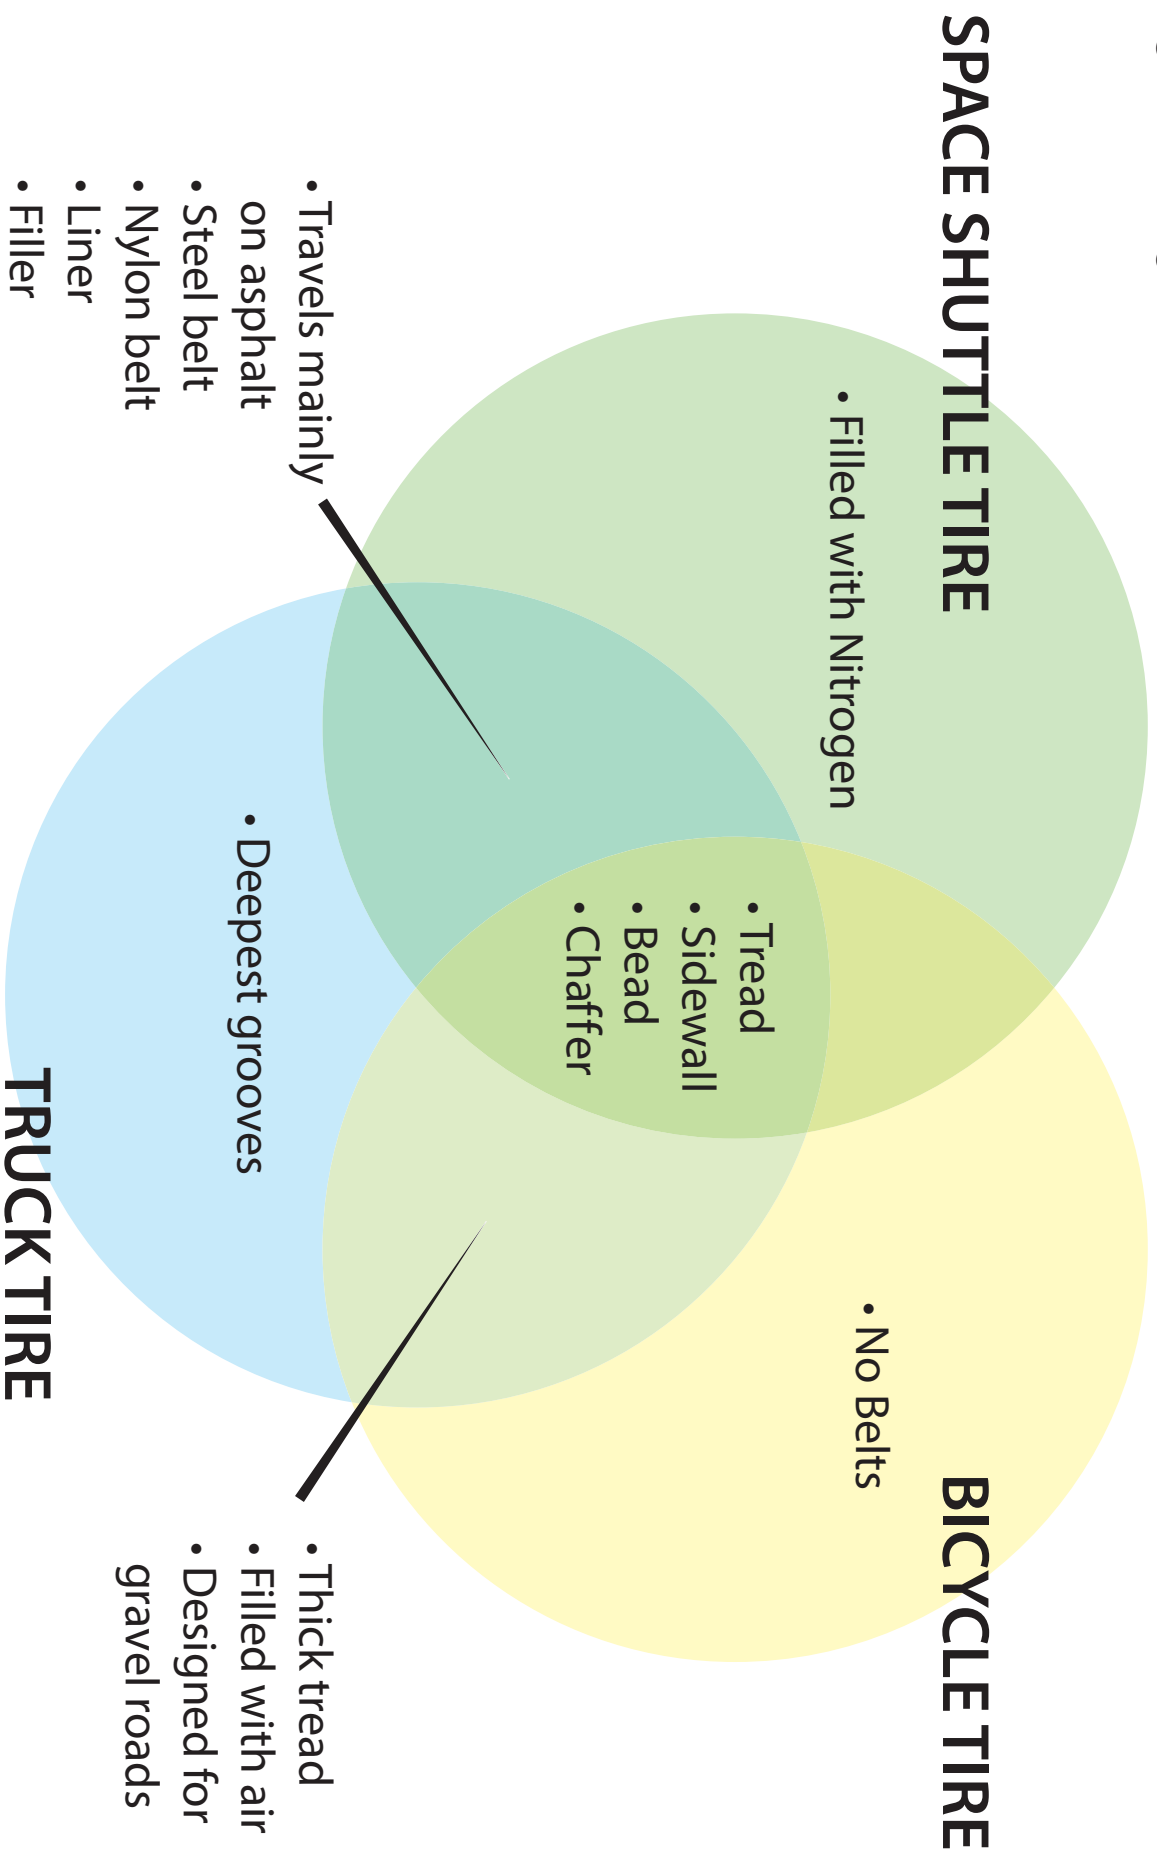 SPACE SHUTTLE TIRE
BICYCLE TIRE
• Filled with Nitrogen
• No Belts
• Tread
• Sidewall
• Bead
• Chaffer
• Travels mainly
on asphalt
• Steel belt
• Nylon belt
• Liner
• Filler
• Thick tread
• Filled with air
• Designed for
gravel roads
• Deepest grooves
TRUCK TIRE